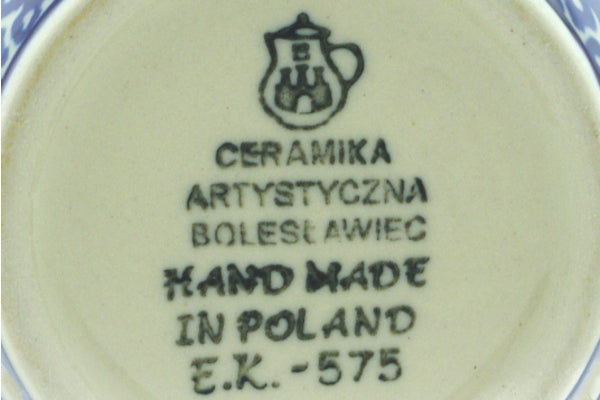 CERAMIKA
ARTYSTYCZNA
BOLESŁAWIEC
HAND MADE
IN POLAND
E.K.-575